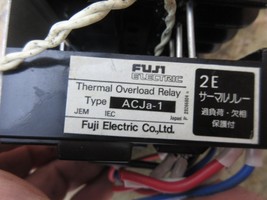 FUJI
ELECTRIC
Thermal Overload Relay
Type ACJa-1
JEM IEC
Fuji Electric Co.,Ltd.
2E
サーマルリレー
過負荷・欠相
保護付